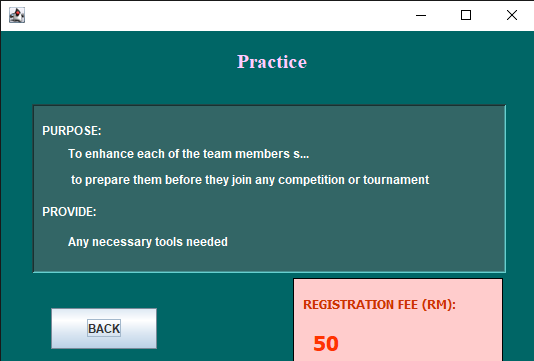 Practice
PURPOSE:
To enhance each of the team members s...
to prepare them before they join any competition or tournament
PROVIDE:
Any necessary tools needed
REGISTRATION FEE (RM):
BACK
50